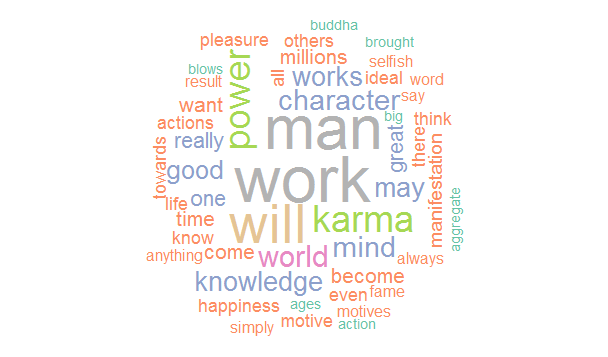 buddha
pleasure others brought
blows millions selfish
result all works ideal word
want power character say
actions man big think
really great there
towards good work may manifestation
life one will karma aggregate
time mind
know come world always
anything knowledge become
happiness ages even fame
simply motive motives
action